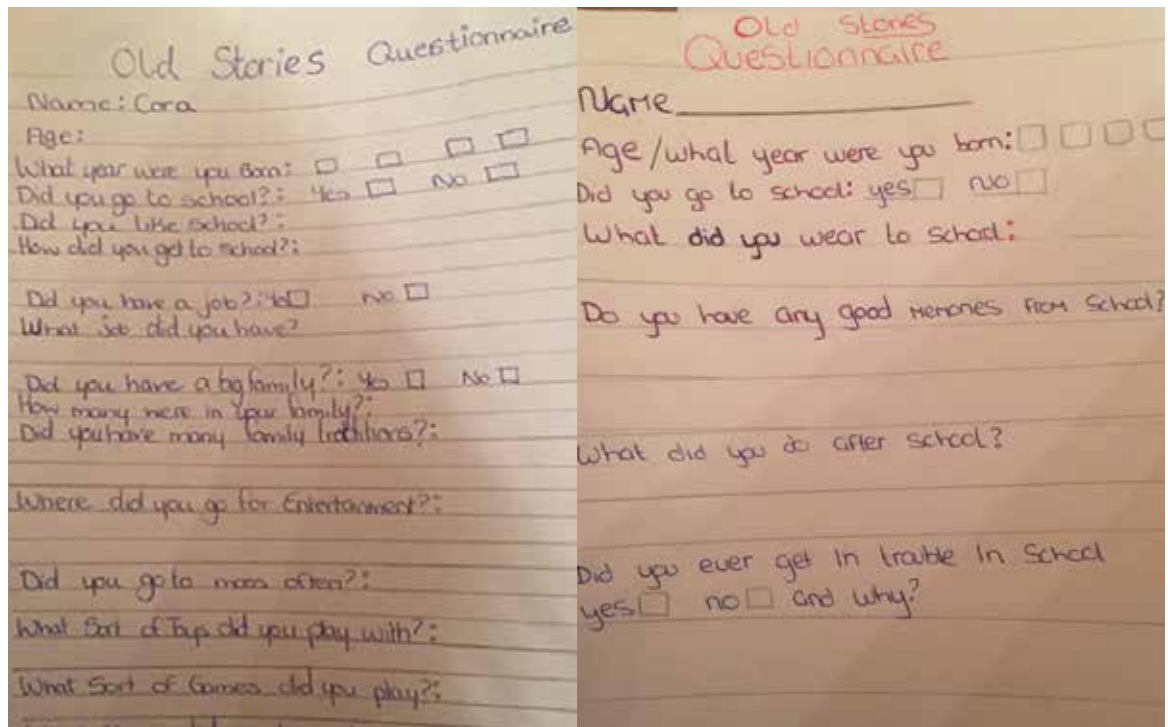 Old Stories Questionnaire
Name: Cora
Age:
What year were you Born:
Did you go to school?: Yes No
Did you like school?:
How did you get to school?:
Did you have a job?: Yes No
What job did you have?
Did you have a big family?: Yes No
How many were in your family?:
Did you have many family traditions?:
Where did you go for Entertainment?:
Did you go to mass often?:
What Sort of Toys did you play with?:
What Sort of Games did you play?:
Old Stories
Questionnaire
Name
Age/what year were you born:
Did you go to school: yes no
What did you wear to school:
Do you have any good memories from School?
What did you do after school?
Did you ever get in trouble in School
yes no and why?